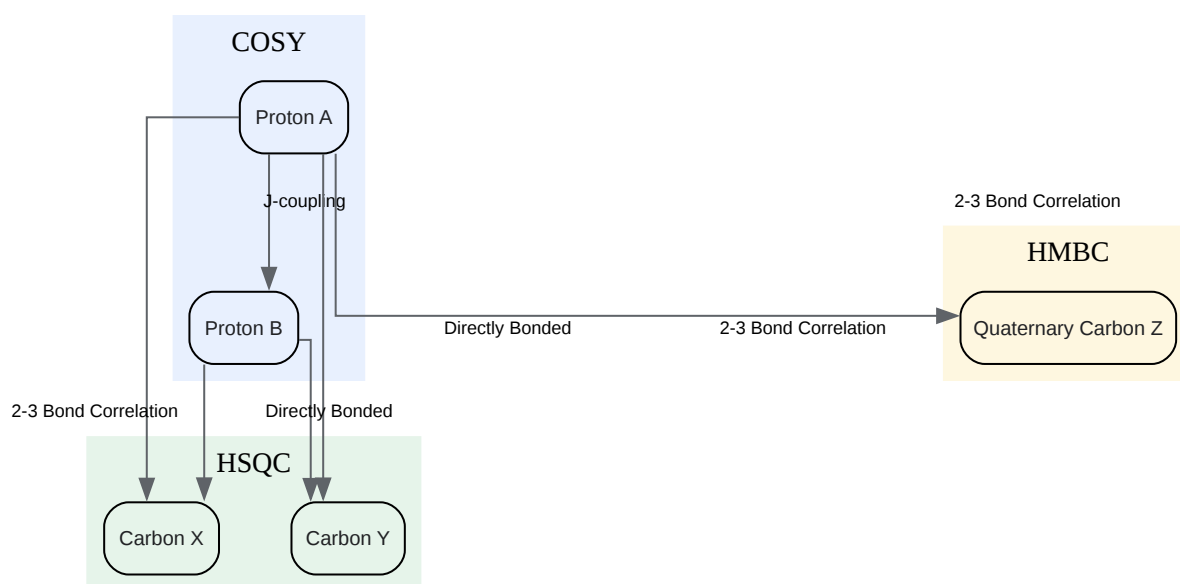 COSY
Proton A
J-coupling
2-3 Bond Correlation
HMBC
Quaternary Carbon Z
Proton B
Directly Bonded
2-3 Bond Correlation
2-3 Bond Correlation
Directly Bonded
HSQC
Carbon X
Carbon Y